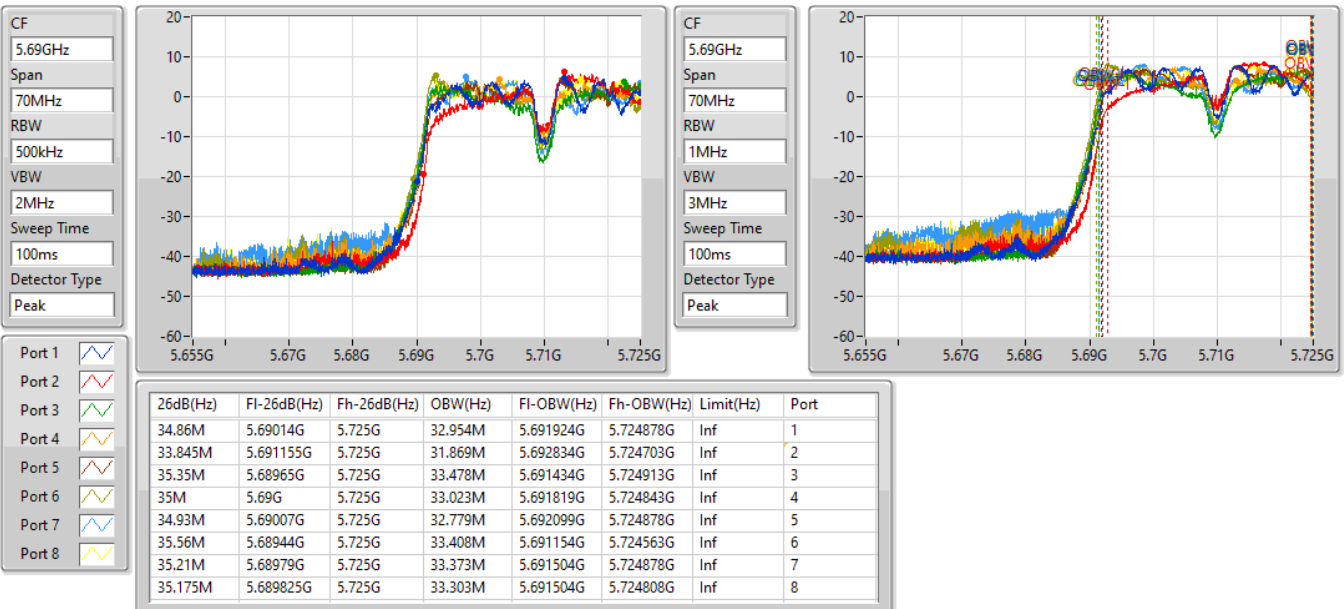 CF
5.69GHz
Span
70MHz
RBW
500kHz
VBW
2MHz
Sweep Time
100ms
Detector Type
Peak
20
10
0
-10
-20
-30
-40
-50
-60
5.655G 5.67G 5.68G 5.69G 5.7G 5.71G 5.725G
CF
5.69GHz
Span
70MHz
RBW
1MHz
VBW
3MHz
Sweep Time
100ms
Detector Type
Peak
20
10
0
-10
-20
-30
-40
-50
-60
5.655G 5.67G 5.68G 5.69G 5.7G 5.71G 5.725G
Port 1
Port 2
Port 3
Port 4
Port 5
Port 6
Port 7
Port 8
26dB(Hz) Fl-26dB(Hz) Fh-26dB(Hz) OBW(Hz) Fl-OBW(Hz) Fh-OBW(Hz) Limit(Hz) Port
34.86M 5.69014G 5.725G 32.954M 5.691924G 5.724878G Inf 1
33.845M 5.691155G 5.725G 31.869M 5.692834G 5.724703G Inf 2
35.35M 5.68965G 5.725G 33.478M 5.691434G 5.724913G Inf 3
35M 5.69G 5.725G 33.023M 5.691819G 5.724843G Inf 4
34.93M 5.69007G 5.725G 32.779M 5.692099G 5.724878G Inf 5
35.56M 5.68944G 5.725G 33.408M 5.691154G 5.724563G Inf 6
35.21M 5.68979G 5.725G 33.373M 5.691504G 5.724878G Inf 7
35.175M 5.689825G 5.725G 33.303M 5.691504G 5.724808G Inf 8